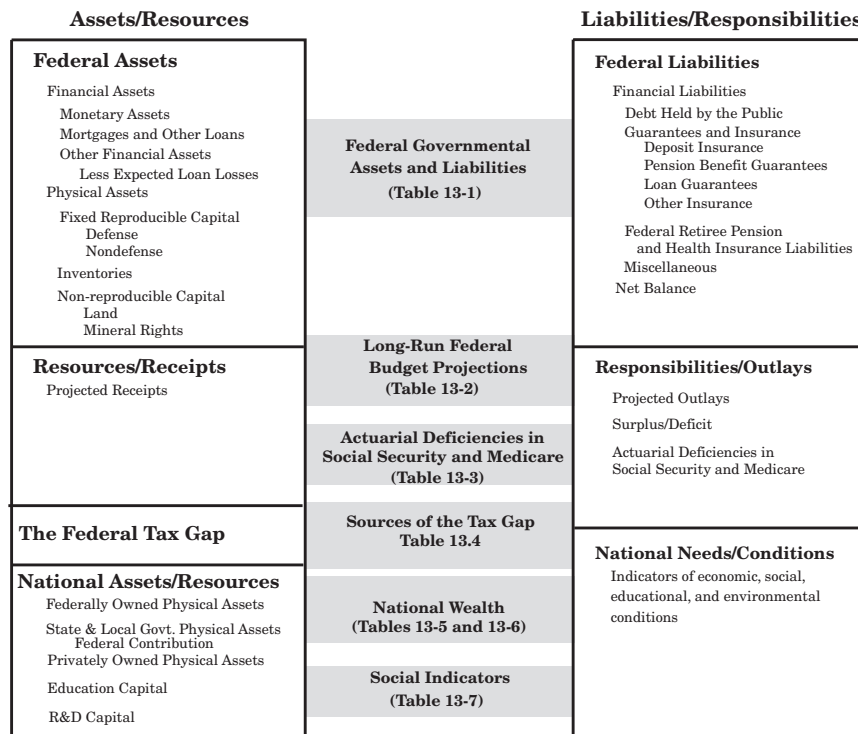 Assets/Resources
Federal Assets
Financial Assets
Monetary Assets
Mortgages and Other Loans
Other Financial Assets
Less Expected Loan Losses
Physical Assets
Fixed Reproducible Capital
Defense
Nondefense
Inventories
Non-reproducible Capital
Land
Mineral Rights
Resources/Receipts
Projected Receipts
The Federal Tax Gap
National Assets/Resources
Federally Owned Physical Assets
State & Local Govt. Physical Assets
Federal Contribution
Privately Owned Physical Assets
Education Capital
R&D Capital
Federal Governmental
Assets and Liabilities
(Table 13-1)
Long-Run Federal
Budget Projections
(Table 13-2)
Actuarial Deficiencies in
Social Security and Medicare
(Table 13-3)
Sources of the Tax Gap
Table 13.4
National Wealth
(Tables 13-5 and 13-6)
Social Indicators
(Table 13-7)
Liabilities/Responsibilities
Federal Liabilities
Financial Liabilities
Debt Held by the Public
Guarantees and Insurance
Deposit Insurance
Pension Benefit Guarantees
Loan Guarantees
Other Insurance
Federal Retiree Pension
and Health Insurance Liabilities
Miscellaneous
Net Balance
Responsibilities/Outlays
Projected Outlays
Surplus/Deficit
Actuarial Deficiencies in
Social Security and Medicare
National Needs/Conditions
Indicators of economic, social,
educational, and environmental
conditions